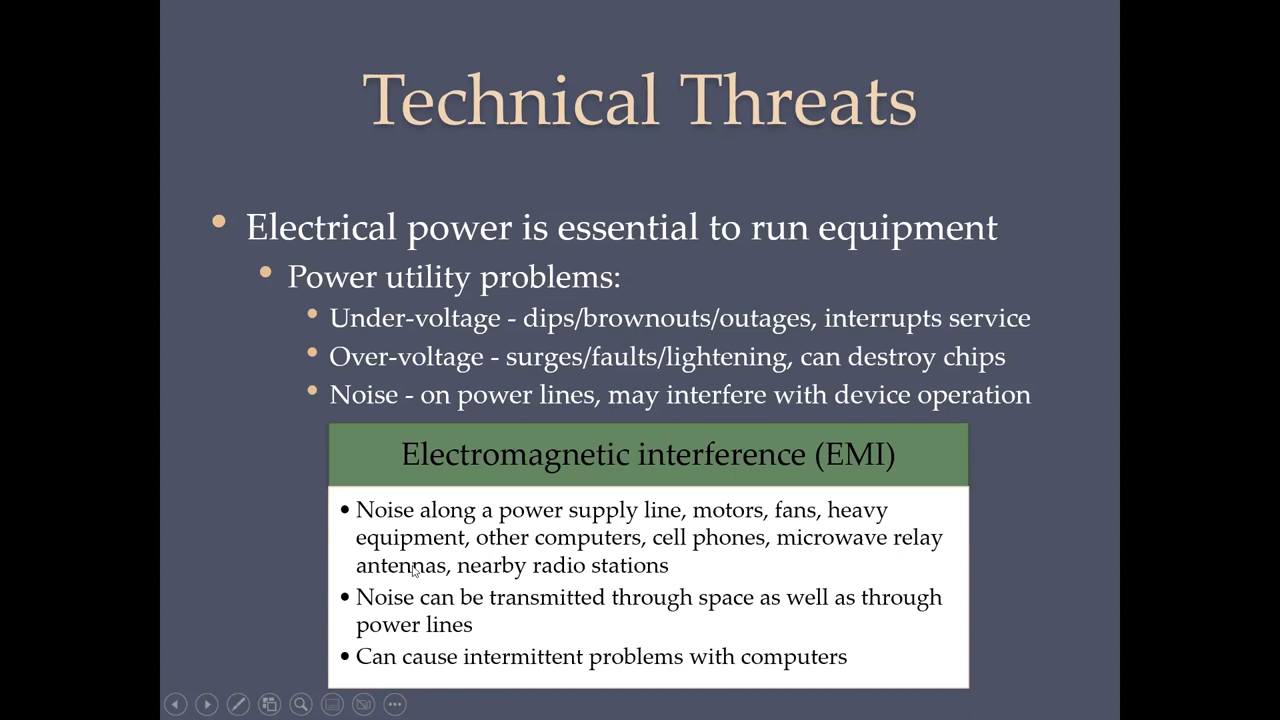 Technical Threats
• Electrical power is essential to run equipment
• Power utility problems:
• Under-voltage - dips/brownouts/outages, interrupts service
• Over-voltage - surges/faults/lightening, can destroy chips
• Noise - on power lines, may interfere with device operation
Electromagnetic interference (EMI)
• Noise along a power supply line, motors, fans, heavy
equipment, other computers, cell phones, microwave relay
antennas, nearby radio stations
• Noise can be transmitted through space as well as through
power lines
• Can cause intermittent problems with computers